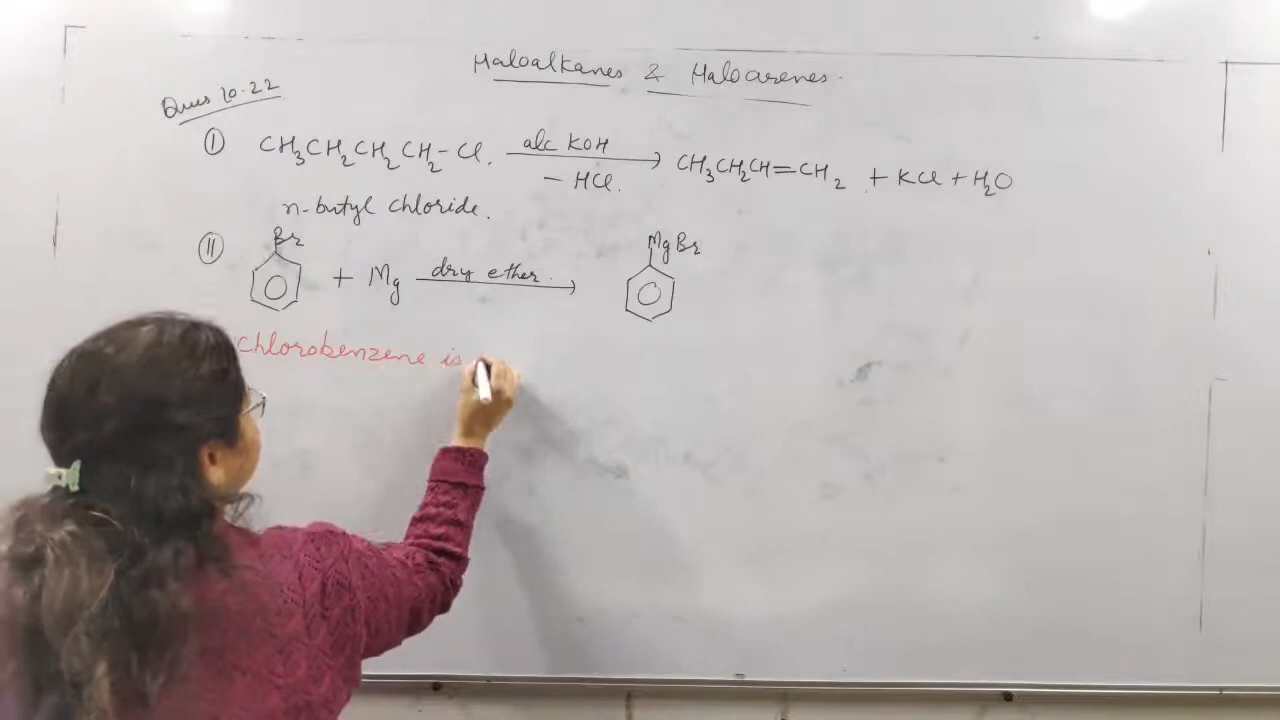 Haloalkanes & Haloarenes.
Ques 10.22
I CH₃CH₂CH₂CH₂-Cl. alc KOH - HCl. CH₃CH₂CH=CH₂ + KCl + H₂O
n-butyl chloride.
II Br + Mg dry ether. MgBr
chlorobenzene is